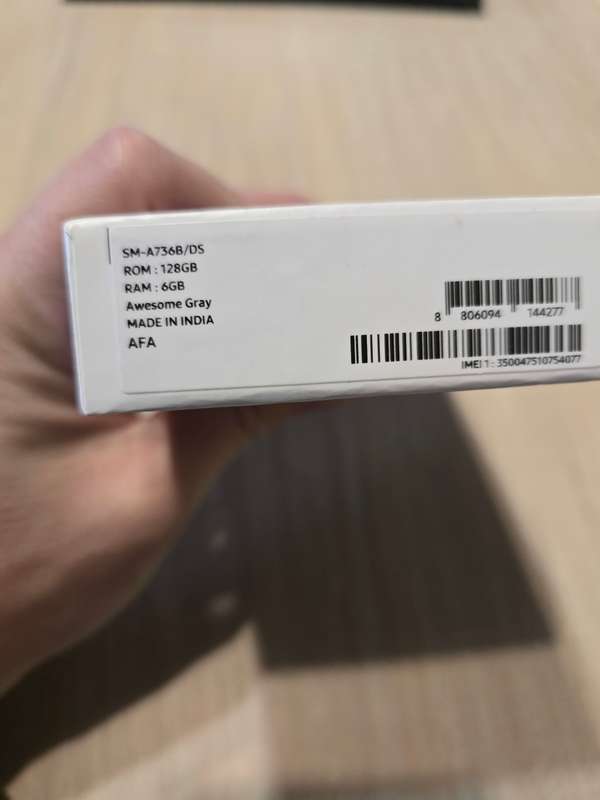 SM-A736B/DS
ROM : 128GB
RAM : 6GB
Awesome Gray
MADE IN INDIA
AFA
8 806094 144277
IMEI 1 : 350047510754077